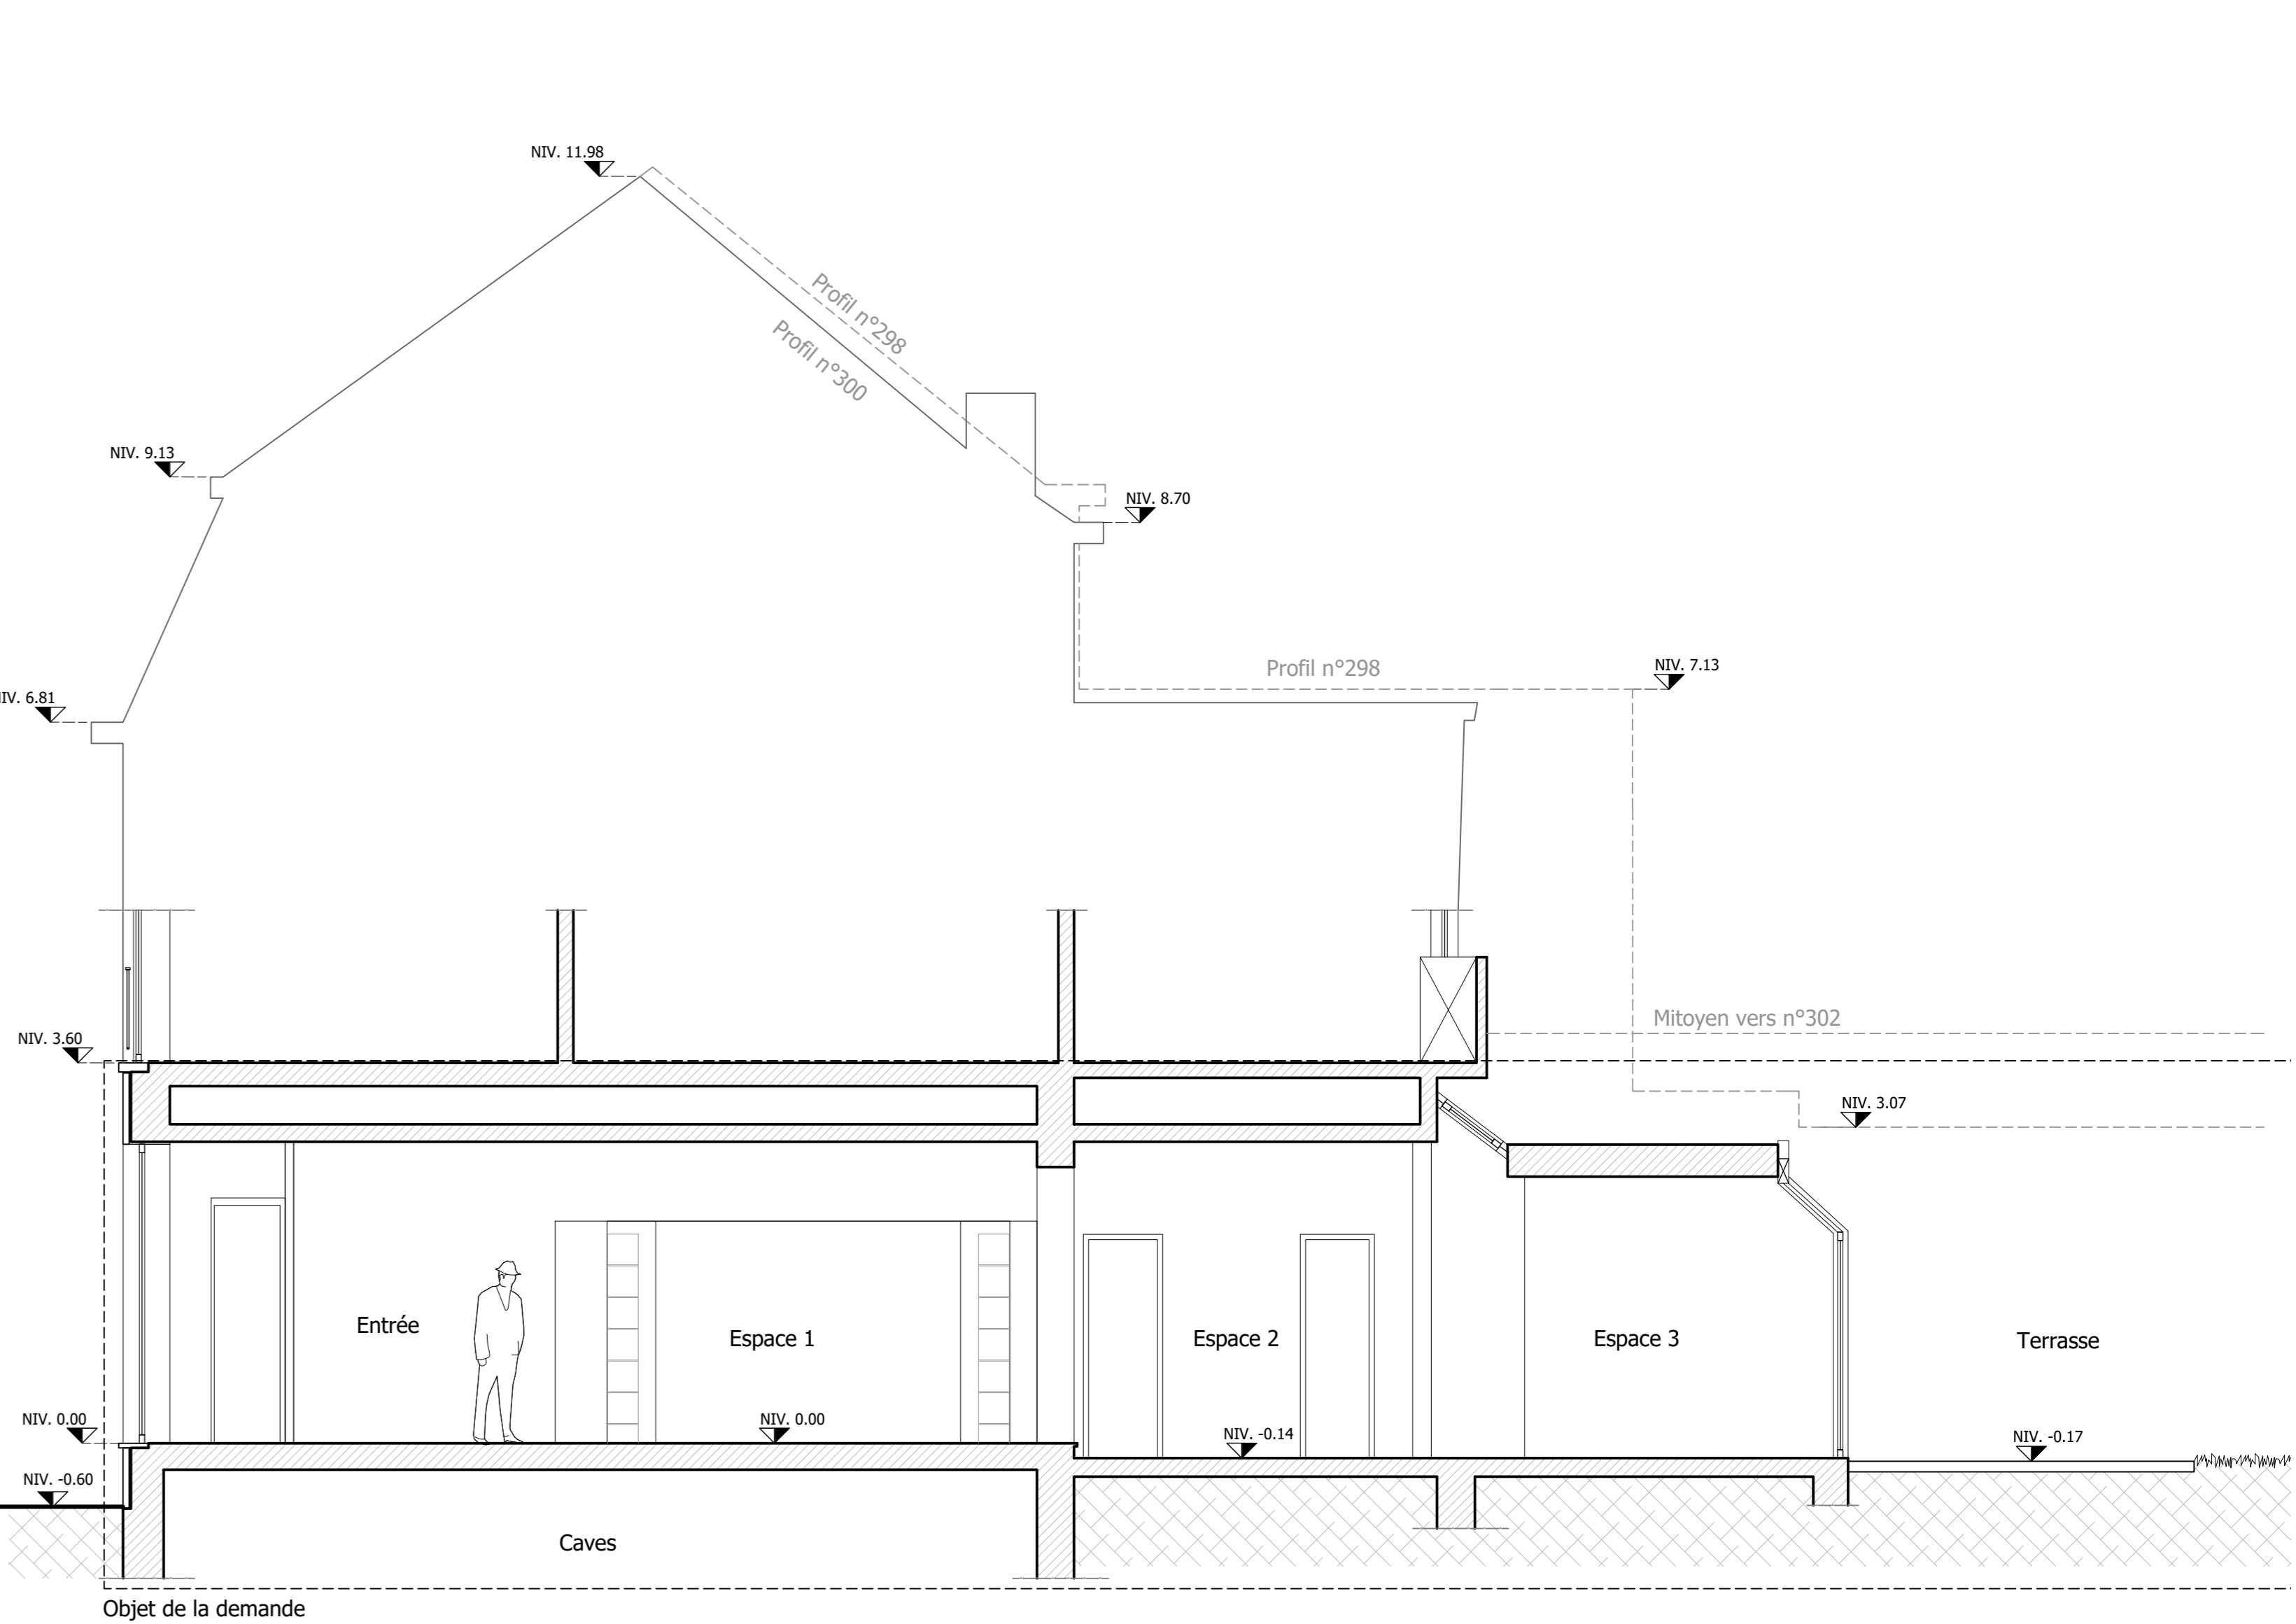 NIV. 11.98
Profil n°298
Profil n°300
NIV. 9.13
NIV. 8.70
Profil n°298
NIV. 7.13
IV. 6.81
Mitoyen vers n°302
NIV. 3.60
NIV. 3.07
Entrée
Espace 1
Espace 2
Espace 3
Terrasse
NIV. 0.00
NIV. 0.00
NIV. -0.14
NIV. -0.17
NIV. -0.60
Caves
Objet de la demande